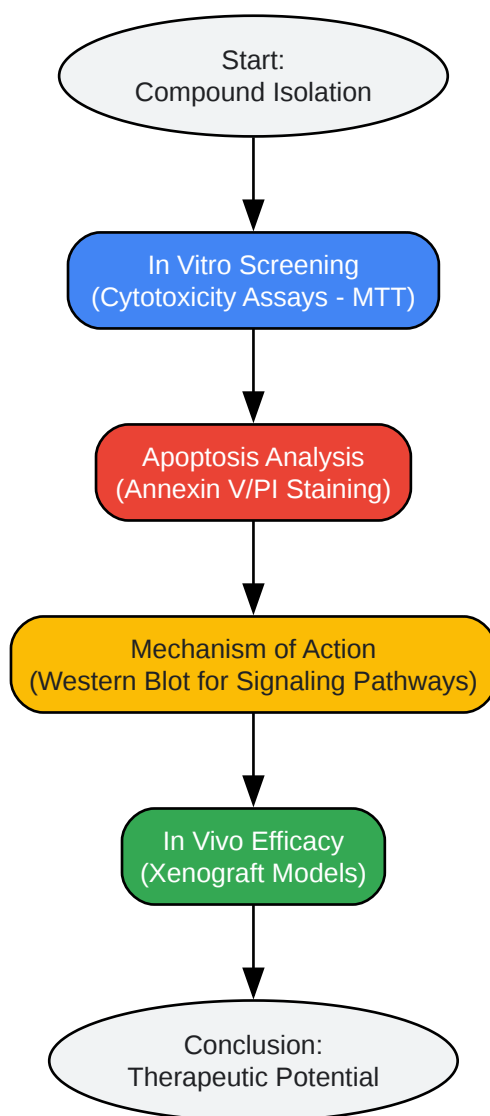 Start:
Compound Isolation
In Vitro Screening
(Cytotoxicity Assays - MTT)
Apoptosis Analysis
(Annexin V/PI Staining)
Mechanism of Action
(Western Blot for Signaling Pathways)
In Vivo Efficacy
(Xenograft Models)
Conclusion:
Therapeutic Potential